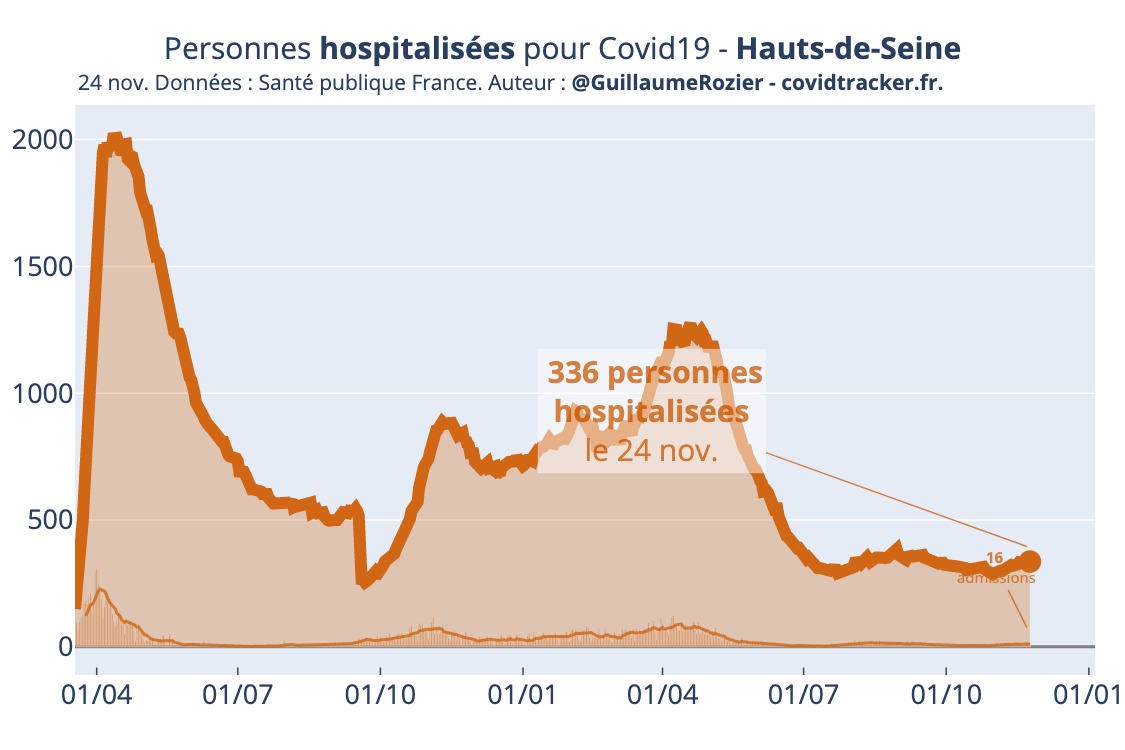 Personnes hospitalisées pour Covid19 - Hauts-de-Seine
24 nov. Données : Santé publique France. Auteur : @GuillaumeRozier - covidtracker.fr.
2000
1500
1000
500
0
336 personnes
hospitalisées
le 24 nov.
16
admissions
01/04 01/07 01/10 01/01 01/04 01/07 01/10 01/01